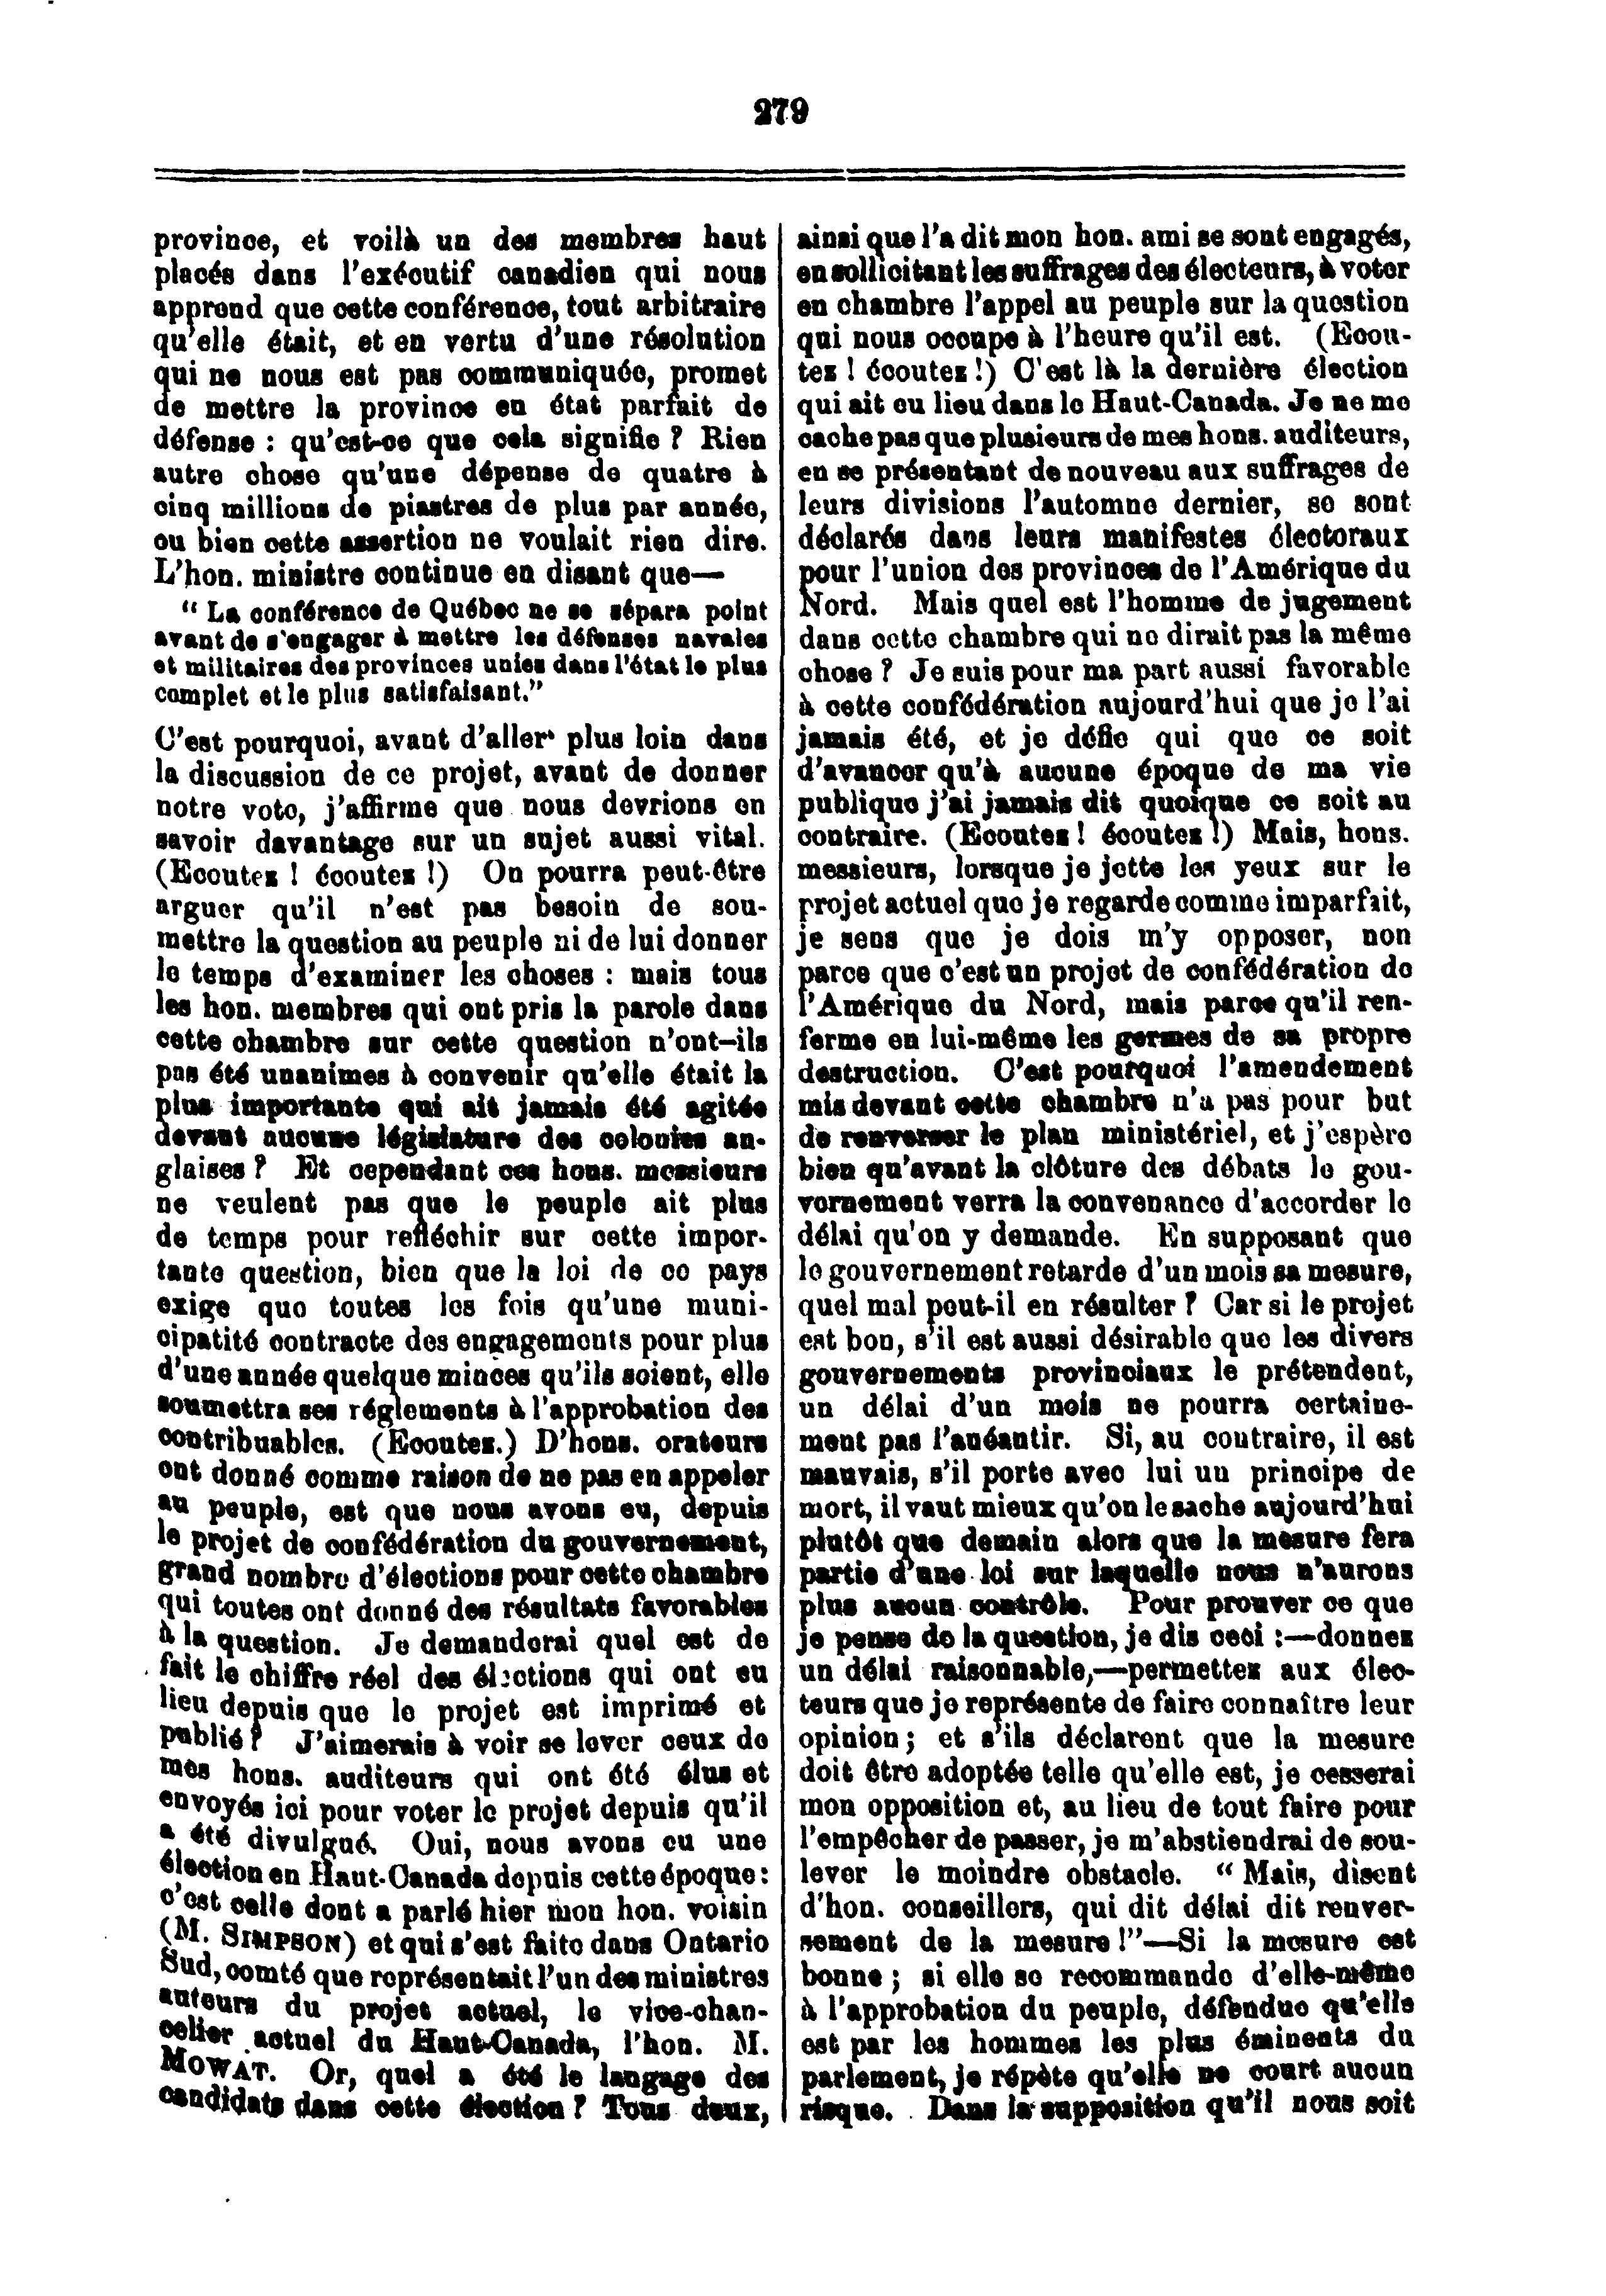 279
province, et voilà un des membres haut
placés dans l'exécutif canadien qui nous
apprend que cette conférence, tout arbitraire
qu'elle était, et en vertu d'une résolution
qui ne nous est pas communiquée, promet
de mettre la province en état parfait de
défense : qu'est-ce que cela signifie ? Rien
autre chose qu'une dépense de quatre à
cinq millions de piastres de plus par année,
ou bien cette assertion ne voulait rien dire.
L'hon. ministre continue en disant que—
" La conférence de Québec ne se sépara point
avant de s'engager à mettre les défenses navales
et militaires des provinces unies dans l'état le plus
complet et le plus satisfaisant."
C'est pourquoi, avant d'aller plus loin dans
la discussion de ce projet, avant de donner
notre vote, j'affirme que nous devrions en
savoir davantage sur un sujet aussi vital.
(Ecoutez ! écoutez !) On pourra peut-être
arguer qu'il n'est pas besoin de sou-
mettre la question au peuple ni de lui donner
le temps d'examiner les choses : mais tous
les hon. membres qui ont pris la parole dans
cette chambre sur cette question n'ont-ils
pas été unanimes à convenir qu'elle était la
plus importante qui ait jamais été agitée
devant aucune législature des colonies an-
glaises ? Et cependant ces hons. messieurs
ne veulent pas que le peuple ait plus
de temps pour refléchir sur cette impor-
tante question, bien que la loi de ce pays
exige que toutes les fois qu'une muni-
cipatité contracte des engagements pour plus
d'une année quelque minces qu'ils soient, elle
soumettra ses réglements à l'approbation des
contribuables. (Ecoutez.) D'hons. orateurs
ont donné comme raison de ne pas en appeler
au peuple, est que nous avons eu, depuis
le projet de confédération du gouvernement,
grand nombre d'élections pour cette chambre
qui toutes ont donné des résultats favorables
à la question. Je demanderai quel est de
fait le chiffre réel des élections qui ont eu
lieu depuis que le projet est imprimé et
publié ? J'aimerais à voir se lever ceux de
mes hons. auditeurs qui ont été élus et
envoyés ici pour voter le projet depuis qu'il
a été divulgué. Oui, nous avons eu une
élection en Haut-Canada depuis cette époque :
c'est celle dont a parlé hier mon hon. voisin
(M. SIMPSON) et qui s'est faite dans Ontario
Sud, comté que représentait l'un des ministres
auteurs du projet actuel, le vice-chan-
celier actuel du Haut-Canada, l'hon. M.
MOWAT. Or, quel a été le langage des
candidats dans cette élection ? Tous deux,
ainsi que l'a dit mon hon. ami se sont engagés,
en sollicitant les suffrages des électeurs, à voter
en chambre l'appel au peuple sur la question
qui nous occupe à l'heure qu'il est. (Ecou-
tez ! écoutez !) C'est là la dernière élection
qui ait eu lieu dans le Haut-Canada. Je ne me
cache pas que plusieurs de mes hons. auditeurs,
en se présentant de nouveau aux suffrages de
leurs divisions l'automne dernier, se sont
déclarés dans leurs manifestes électoraux
pour l'union des provinces de l'Amérique du
Nord. Mais quel est l'homme de jugement
dans cette chambre qui ne dirait pas la même
chose ? Je suis pour ma part aussi favorable
à cette confédération aujourd'hui que je l'ai
jamais été, et je défie qui que ce soit
d'avancer qu'à aucune époque de ma vie
publique j'ai jamais dit quoique ce soit au
contraire. (Ecoutez ! écoutez !) Mais, hons.
messieurs, lorsque je jette les yeux sur le
projet actuel que je regarde comme imparfait,
je sens que je dois m'y opposer, non
parce que c'est un projet de confédération de
l'Amérique du Nord, mais parce qu'il ren-
ferme en lui-même les germes de sa propre
destruction. C'est pourquoi l'amendement
mis devant cette chambre n'a pas pour but
de renverser le plan ministériel, et j'espère
bien qu'avant la clôture des débats le gou-
vernement verra la convenance d'accorder le
délai qu'on y demande. En supposant que
le gouvernement retarde d'un mois sa mesure,
quel mal peut-il en résulter ? Car si le projet
est bon, s'il est aussi désirable que les divers
gouvernements provinciaux le prétendent,
un délai d'un mois ne pourra certaine-
ment pas l'anéantir. Si, au contraire, il est
mauvais, s'il porte avec lui un principe de
mort, il vaut mieux qu'on le sache aujourd'hui
plutôt que demain alors que la mesure fera
partie d'une loi sur laquelle nous n'aurons
plus aucun contrôle. Pour prouver ce que
je pense de la question, je dis ceci :—donnez
un délai raisonnable,—permettez aux élec-
teurs que je représente de faire connaître leur
opinion ; et s'ils déclarent que la mesure
doit être adoptée telle qu'elle est, je cesserai
mon opposition et, au lieu de tout faire pour
l'empêcher de passer, je m'abstiendrai de sou-
lever le moindre obstacle. " Mais, disent
d'hon. conseillers, qui dit délai dit renver-
sement de la mesure !"—Si la mesure est
bonne ; si elle se recommande d'elle-même
à l'approbation du peuple, défendue qu'elle
est par les hommes les plus éminents du
parlement, je répète qu'elle ne court aucun
risque. Dans la supposition qu'il nous soit